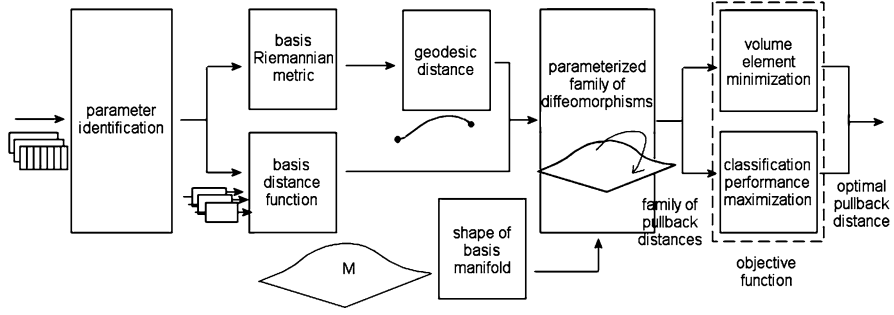 parameter
identification
basis
Riemannian
metric
basis
distance
function
geodesic
distance
M
shape of
basis
manifold
parameterized
family of
diffeomorphisms
family of
pullback
distances
volume
element
minimization
classification
performance
maximization
objective
function
optimal
pullback
distance